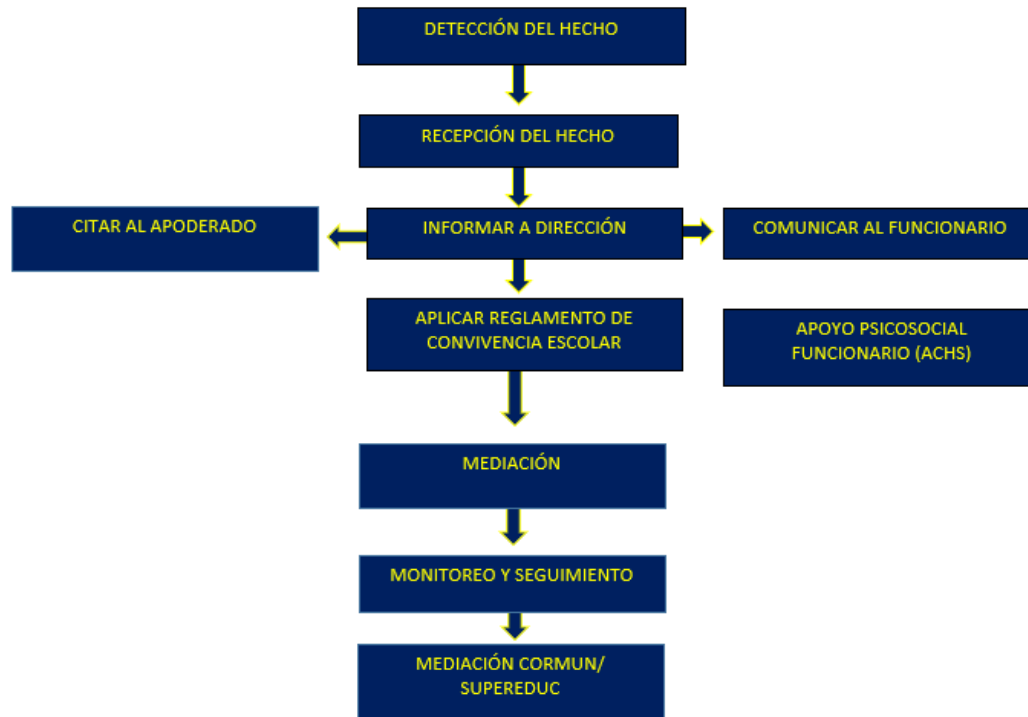 DETECCIÓN DEL HECHO
RECEPCIÓN DEL HECHO
CITAR AL APODERADO
INFORMAR A DIRECCIÓN
COMUNICAR AL FUNCIONARIO
APLICAR REGLAMENTO DE
CONVIVENCIA ESCOLAR
APOYO PSICOSOCIAL
FUNCIONARIO (ACHS)
MEDIACIÓN
MONITOREO Y SEGUIMIENTO
MEDIACIÓN CORMUN/
SUPEREDUC